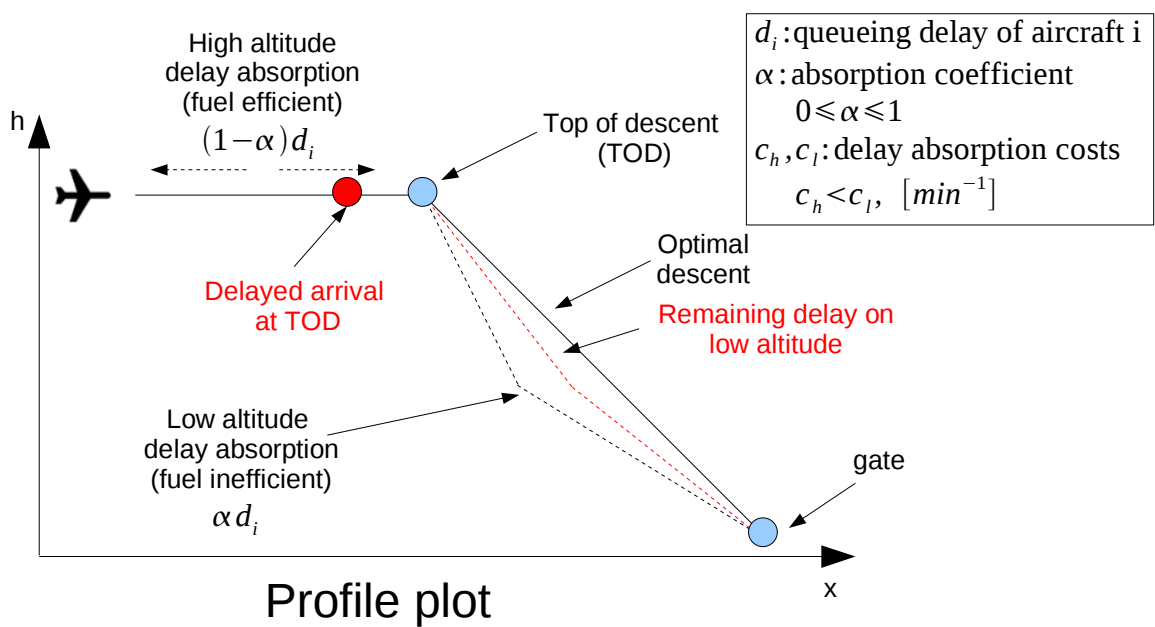 High altitude
delay absorption
(fuel efficient)
(1−α)d_i
h
Top of descent
(TOD)
d_i:queueing delay of aircraft i
α:absorption coefficient
0⩽α⩽1
c_h,c_l:delay absorption costs
c_h<c_l, [min^{−1}]
Delayed arrival
at TOD
Optimal
descent
Remaining delay on
low altitude
Low altitude
delay absorption
(fuel inefficient)
αd_i
gate
x
Profile plot